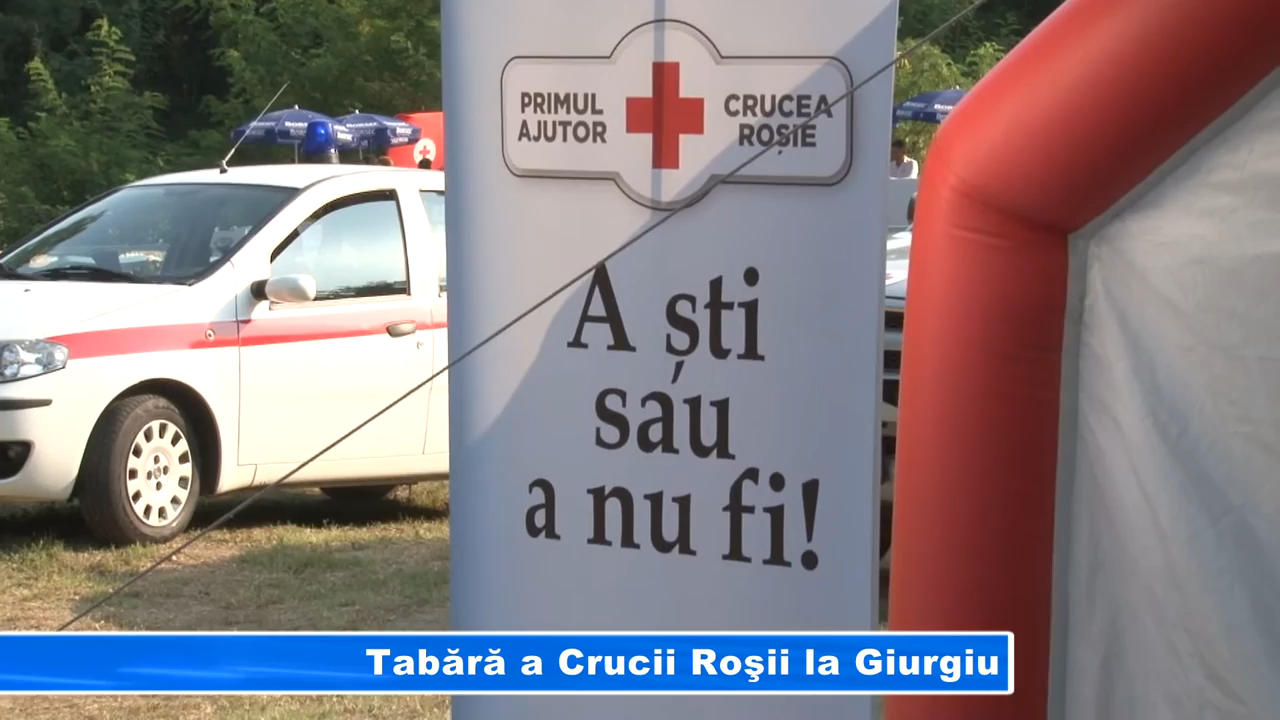 PRIMUL
AJUTOR
CRUCEA
ROȘIE
A ști
sau
a nu fi!
Tabără a Crucii Roşii la Giurgiu